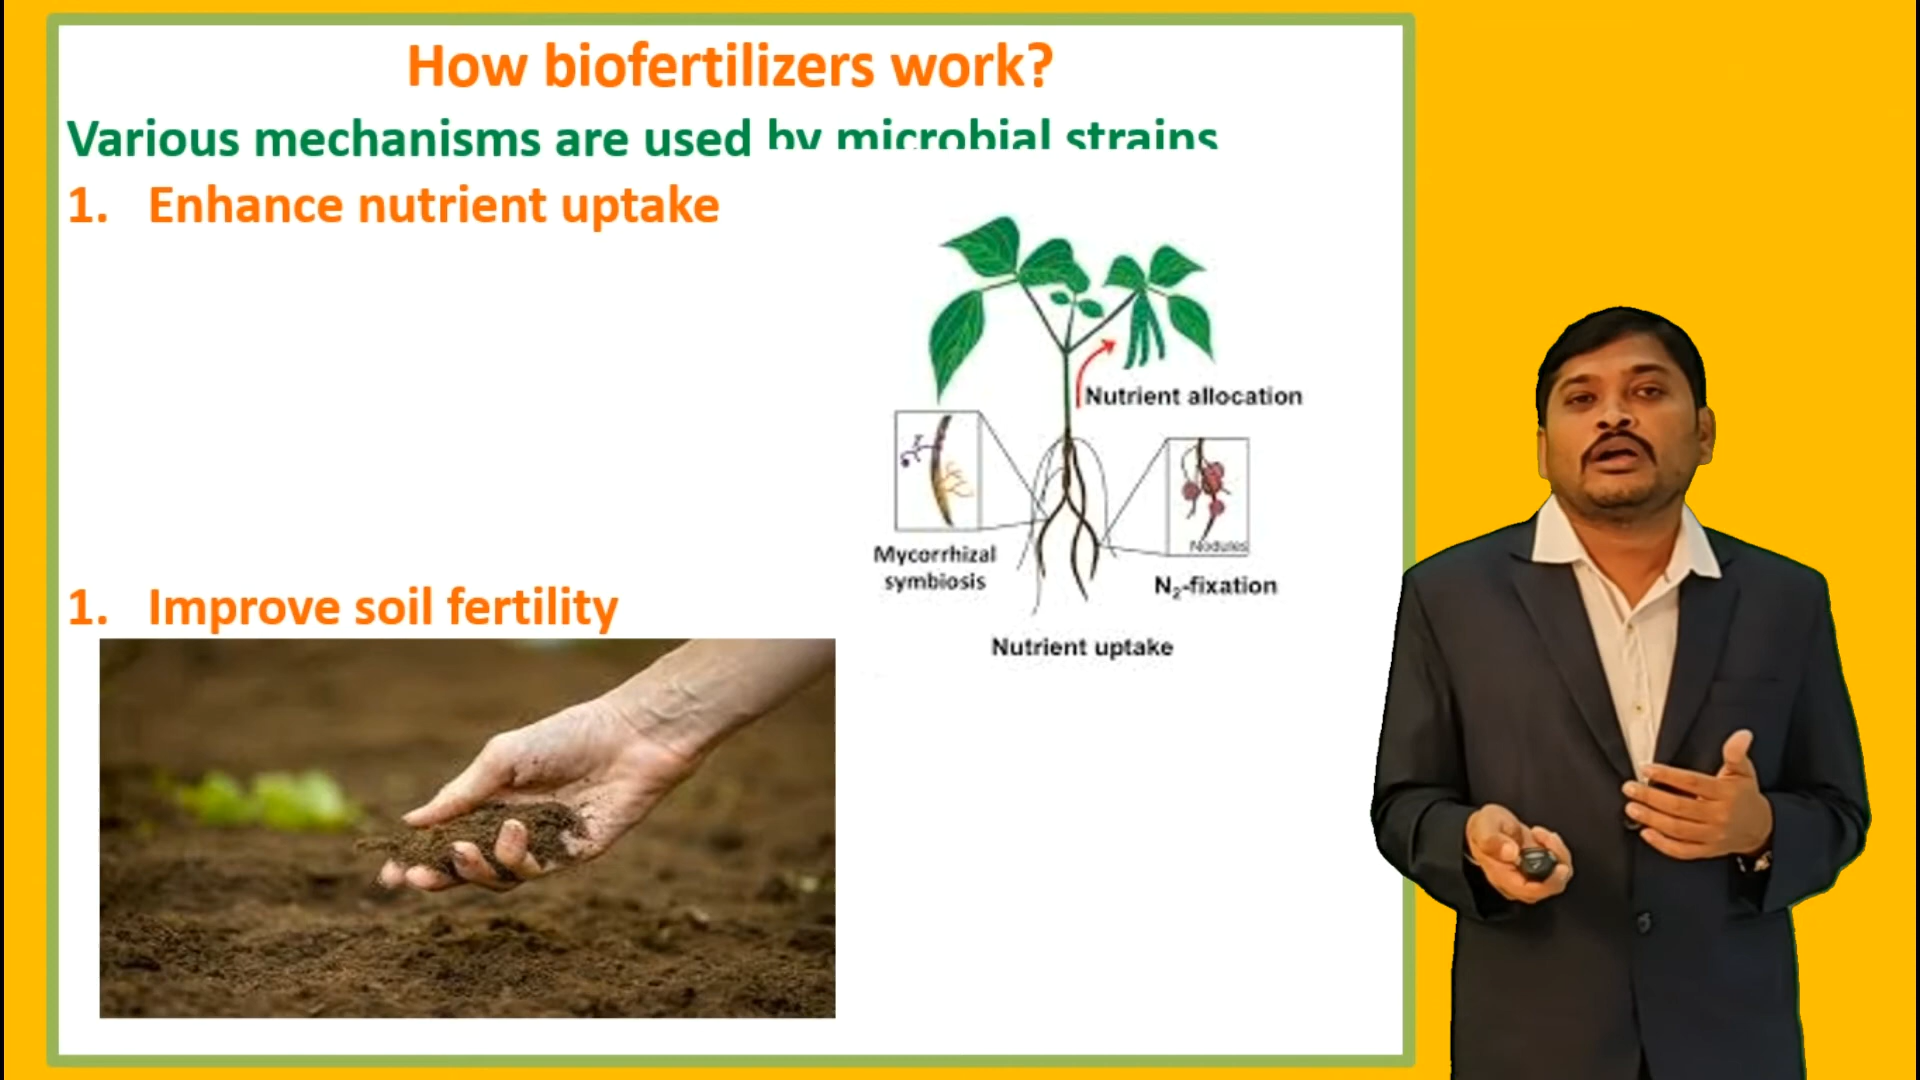 How biofertilizers work?
Various mechanisms are used by microbial strains
1. Enhance nutrient uptake
Nutrient allocation
Nodules
Mycorrhizal
symbiosis
N₂-fixation
1. Improve soil fertility
Nutrient uptake